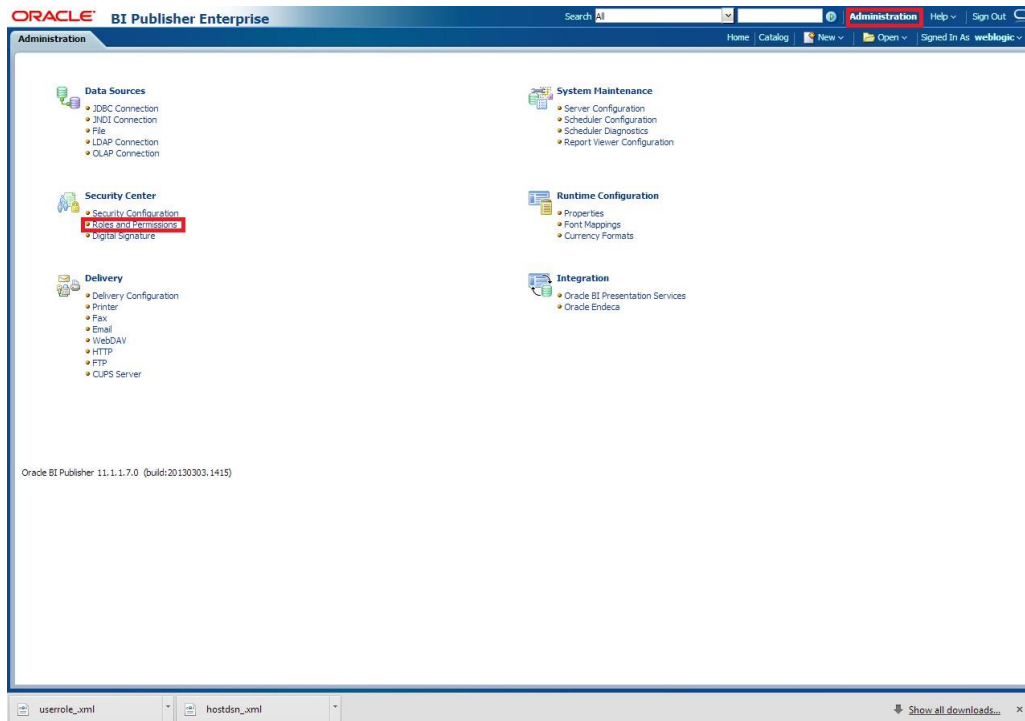 ORACLE BI Publisher Enterprise
Search All
Administration Help Sign Out
Administration
Home Catalog New Open Signed In As weblogic
Data Sources
JDBC Connection
JNDI Connection
File
LDAP Connection
OLAP Connection
System Maintenance
Server Configuration
Scheduler Configuration
Scheduler Diagnostics
Report Viewer Configuration
Security Center
Security Configuration
Roles and Permissions
Digital Signature
Runtime Configuration
Properties
Font Mappings
Currency Formats
Delivery
Delivery Configuration
Printer
Fax
Email
WebDAV
HTTP
FTP
CUPS Server
Integration
Oracle BI Presentation Services
Oracle Endeca
Oracle BI Publisher 11.1.1.7.0 (build:20130303.1415)
userrole_.xml
hostdsn_.xml
Show all downloads...